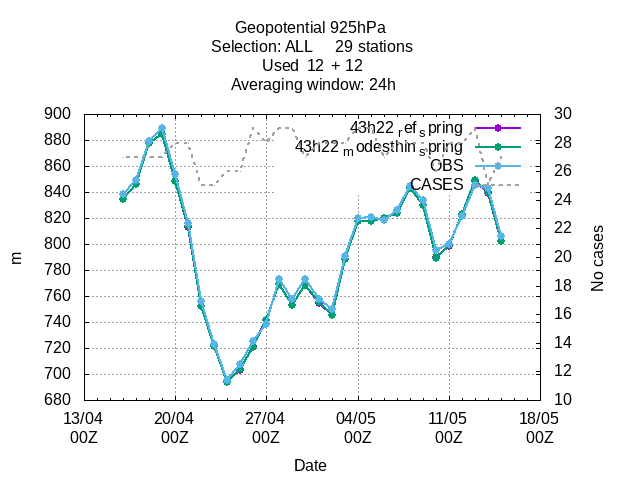 Geopotential 925hPa
Selection: ALL 29 stations
Used 12 + 12
Averaging window: 24h
43h22_ref_spring
43h22_modesthin_spring
OBS
CASES
900
880
860
840
820
800
780
760
740
720
700
680
m
30
28
26
24
22
20
18
16
14
12
10
No cases
13/04 20/04 27/04 04/05 11/05 18/05
00Z 00Z 00Z 00Z 00Z 00Z
Date